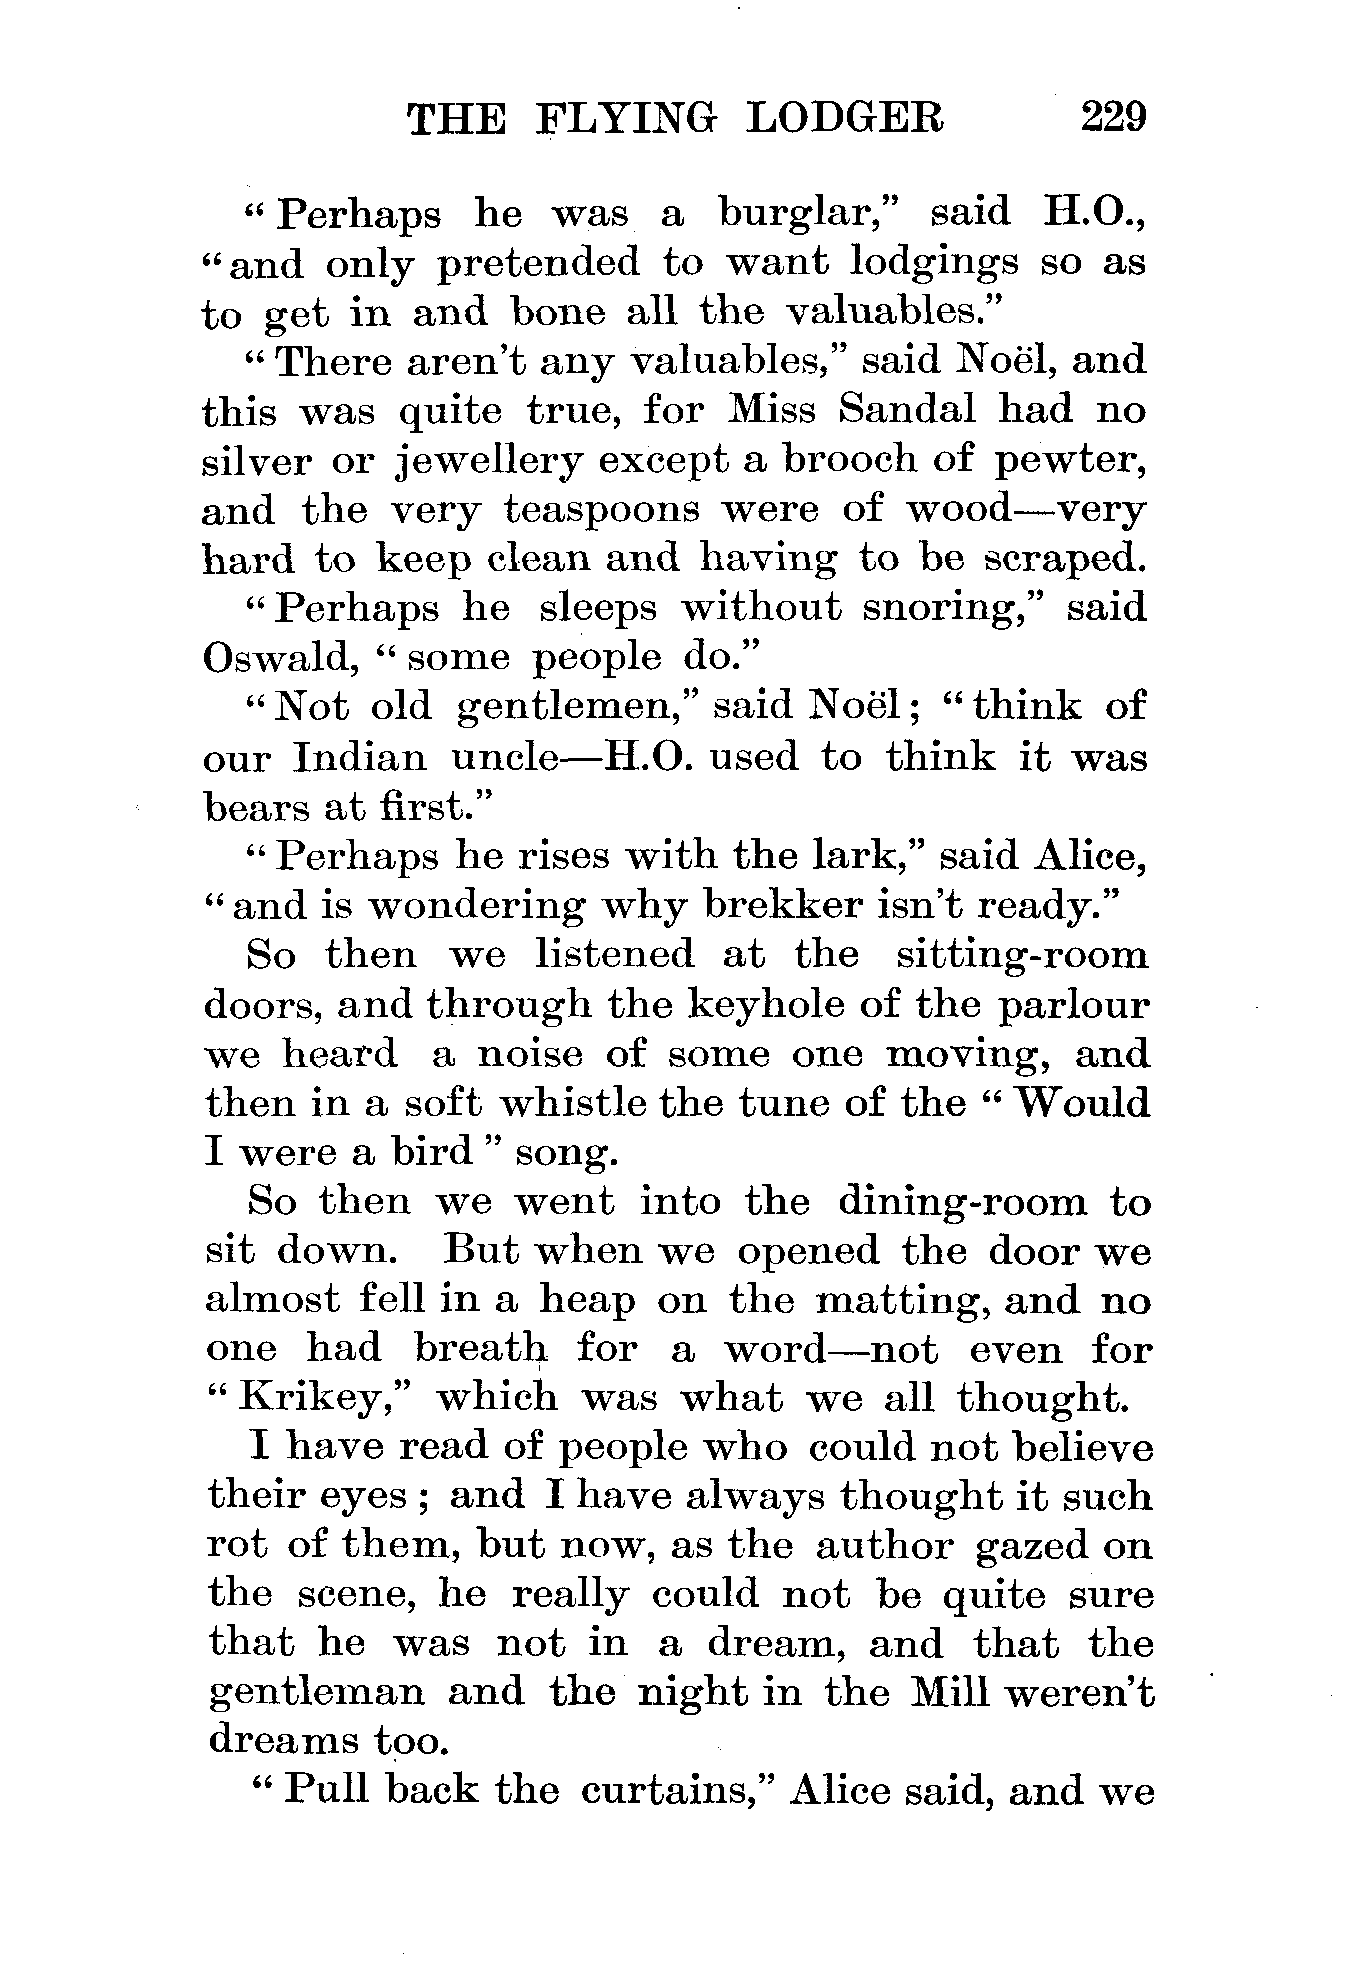 THE FLYING LODGER 229
“ Perhaps he was a burglar,” said H.O.,
“and only pretended to want lodgings so as
to get in and bone all the valuables.”
“ There aren’t any valuables,” said Noël, and
this was quite true, for Miss Sandal had no
silver or jewellery except a brooch of pewter,
and the very teaspoons were of wood—very
hard to keep clean and having to be scraped.
“ Perhaps he sleeps without snoring,” said
Oswald, “ some people do.”
“ Not old gentlemen,” said Noël ; “ think of
our Indian uncle—H.O. used to think it was
bears at first.”
“ Perhaps he rises with the lark,” said Alice,
“ and is wondering why brekker isn’t ready.”
So then we listened at the sitting-room
doors, and through the keyhole of the parlour
we heard a noise of some one moving, and
then in a soft whistle the tune of the “ Would
I were a bird ” song.
So then we went into the dining-room to
sit down. But when we opened the door we
almost fell in a heap on the matting, and no
one had breath for a word—not even for
“ Krikey,” which was what we all thought.
I have read of people who could not believe
their eyes ; and I have always thought it such
rot of them, but now, as the author gazed on
the scene, he really could not be quite sure
that he was not in a dream, and that the
gentleman and the night in the Mill weren’t
dreams too.
“ Pull back the curtains,” Alice said, and we